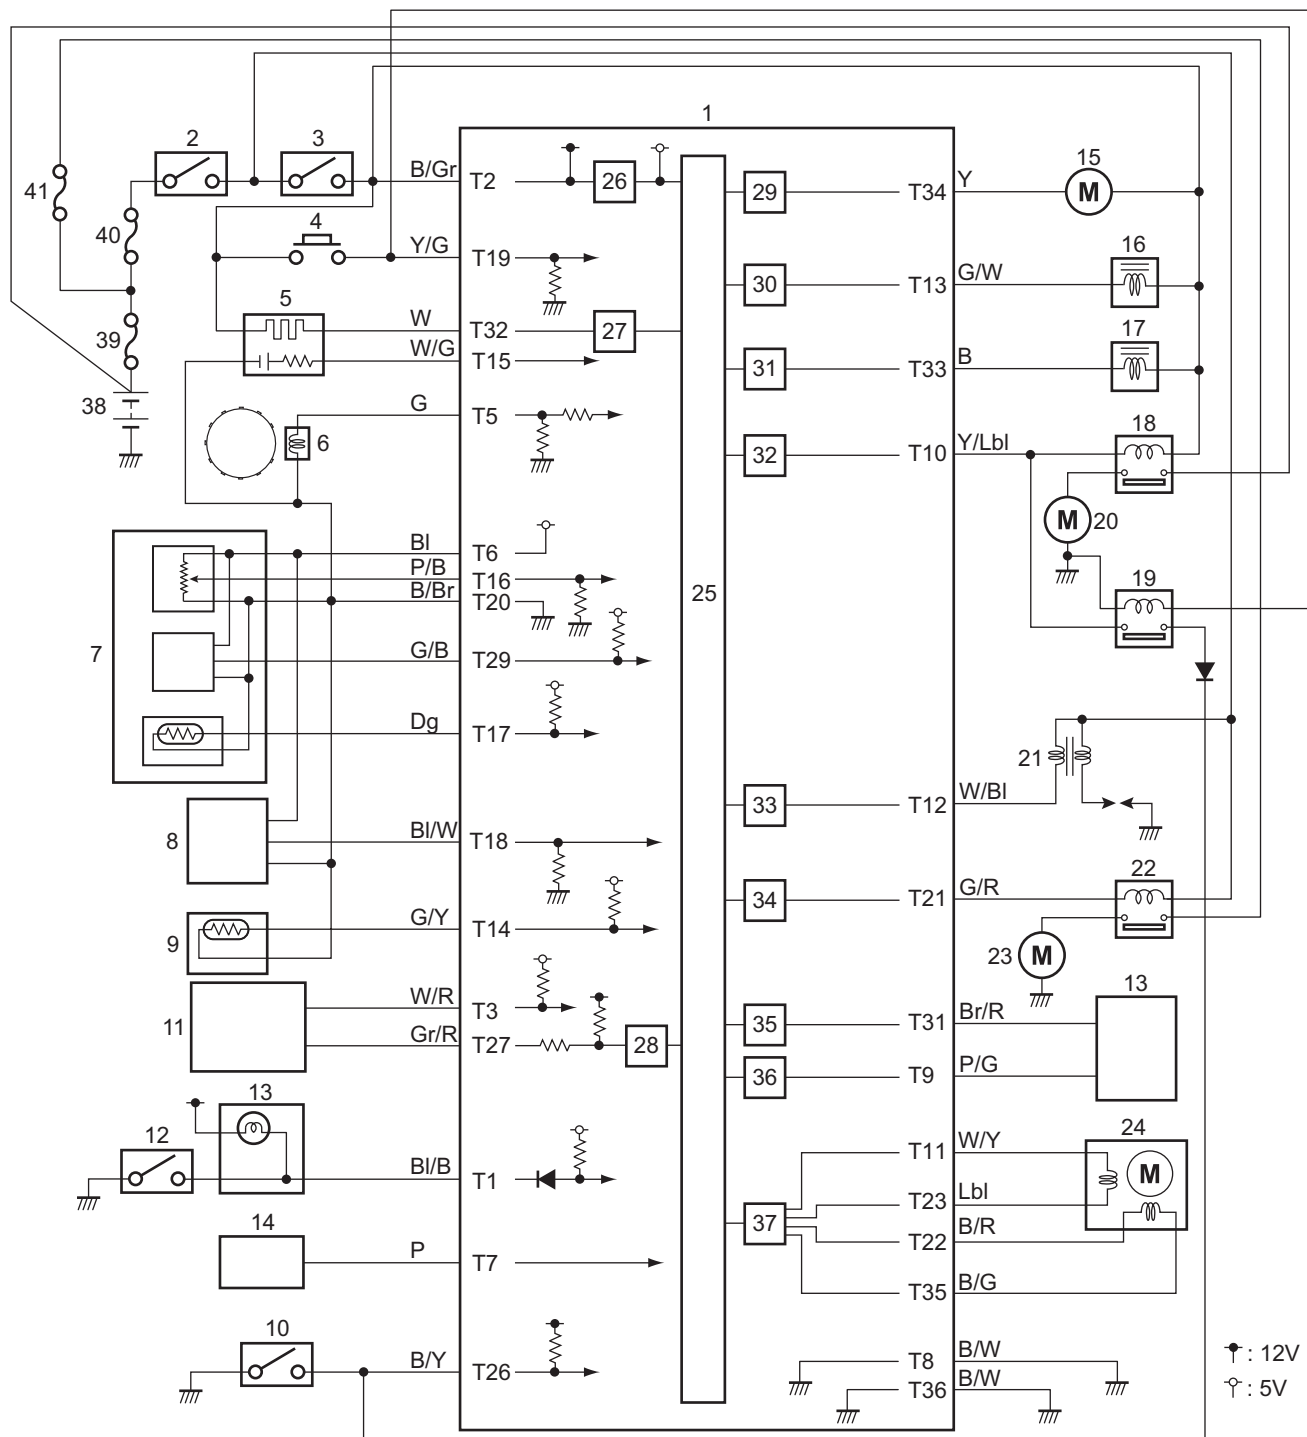 1
2
3
15
41
B/Gr
T2
26
29
T34
Y
M
40
4
Y/G
T19
16
30
T13
G/W
5
39
W
T32
27
17
W/G
T15
31
T33
B
38
G
T5
6
18
32
T10
Y/Lbl
M
20
Bl
T6
P/B
T16
B/Br
T20
25
19
7
G/B
T29
Dg
T17
21
33
T12
W/Bl
8
Bl/W
T18
22
34
T21
G/R
9
G/Y
T14
23
M
11
W/R
T3
13
35
T31
Br/R
Gr/R
T27
28
36
T9
P/G
13
12
24
T11
W/Y
M
Bl/B
T1
T23
Lbl
37
14
B/R
T22
P
T7
T35
B/G
10
B/Y
T26
T8
B/W
: 12V
T36
B/W
: 5V